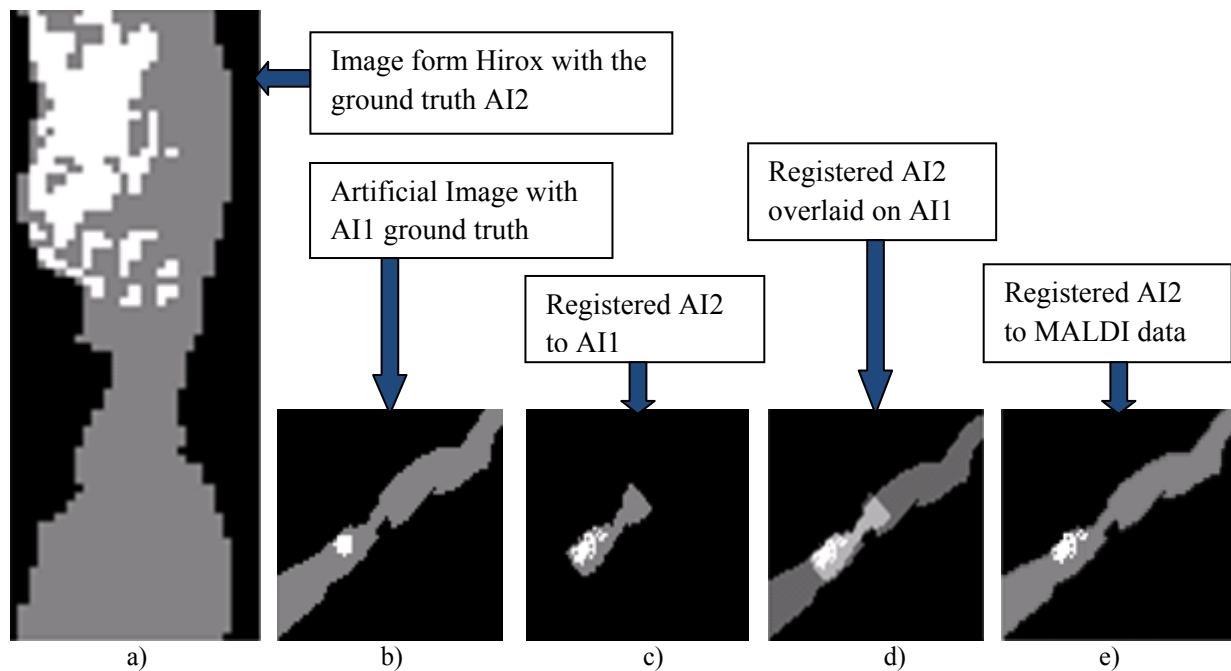 Image form Hirox with the
ground truth AI2
Artificial Image with
AI1 ground truth
Registered AI2
to AI1
Registered AI2
overlaid on AI1
Registered AI2
to MALDI data
a)
b)
c)
d)
e)